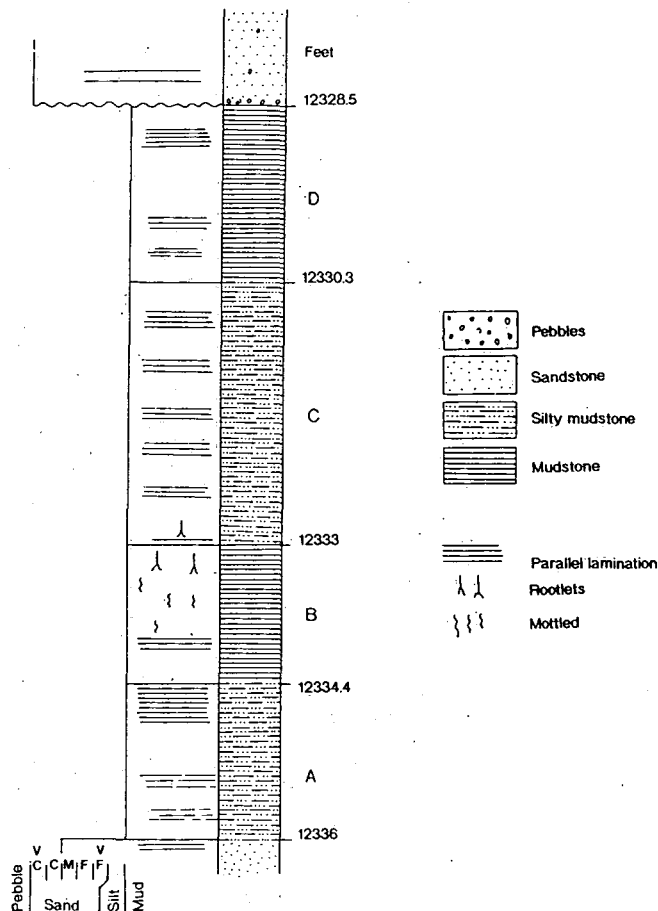 Feet
12328.5
D
12330.3
C
12333
B
12334.4
A
12336
Pebbles
Sandstone
Silty mudstone
Mudstone
Parallel lamination
Rootlets
Mottled
V V
C C M F F
Pebble Sand Silt Mud